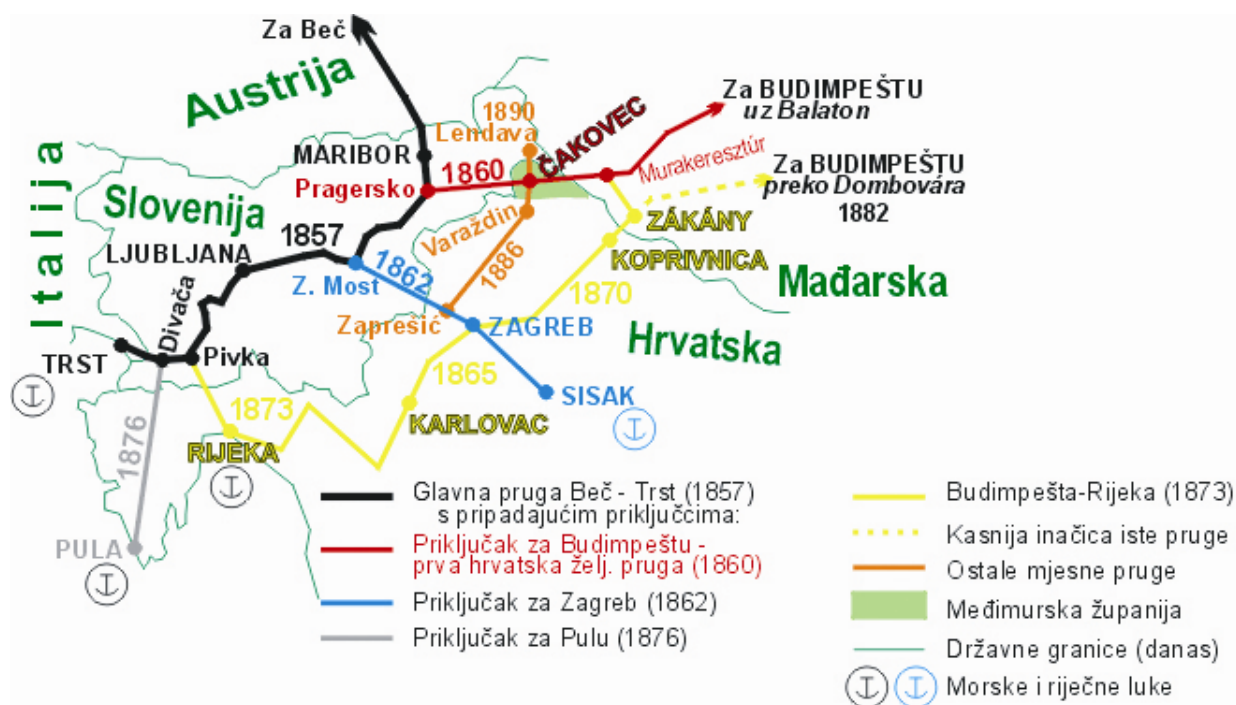 Za Beč
Austrija
Italija
Slovenija
MARIBOR
Pragersko
1860
1890
Lendava
ČAKOVEC
Murakeresztúr
Za BUDIMPEŠTU
uz Balaton
Za BUDIMPEŠTU
preko Dombovára
1882
ZÁKÁNY
KOPRIVNICA
Mađarska
Varaždin
1886
1870
LJUBLJANA
1857
Z. Most
1862
Zaprešić
ZAGREB
Hrvatska
Divača
TRST
Pivka
1865
SISAK
1873
KARLOVAC
RIJEKA
1876
PULA
Glavna pruga Beč - Trst (1857)
s pripadajućim priključcima:
Priključak za Budimpeštu -
prva hrvatska želj. pruga (1860)
Priključak za Zagreb (1862)
Priključak za Pulu (1876)
Budimpešta-Rijeka (1873)
Kasnija inačica iste pruge
Ostale mjesne pruge
Međimurska županija
Državne granice (danas)
Morske i riječne luke